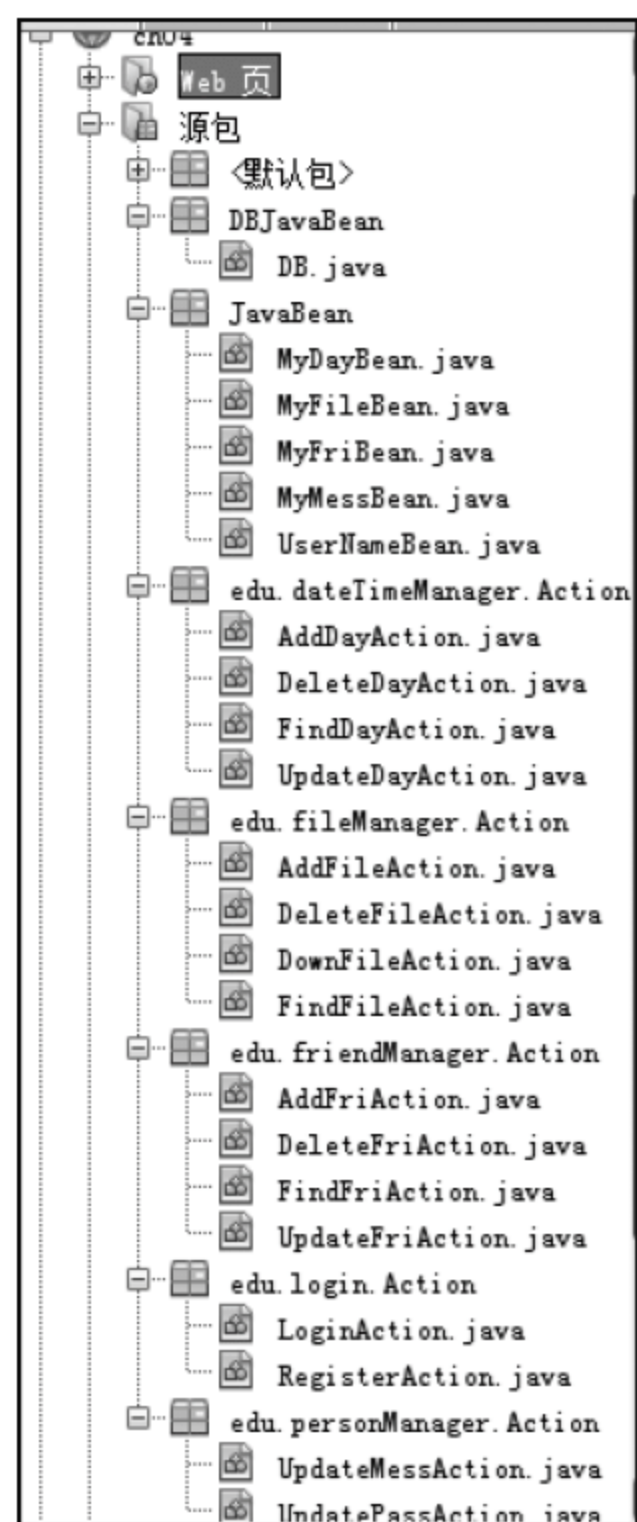 ch04
Web 页
源包
<默认包>
DBJavaBean
DB.java
JavaBean
MyDayBean.java
MyFileBean.java
MyFriBean.java
MyMessBean.java
UserNameBean.java
edu.dateTimeManager.Action
AddDayAction.java
DeleteDayAction.java
FindDayAction.java
UpdateDayAction.java
edu.fileManager.Action
AddFileAction.java
DeleteFileAction.java
DownFileAction.java
FindFileAction.java
edu.friendManager.Action
AddFriAction.java
DeleteFriAction.java
FindFriAction.java
UpdateFriAction.java
edu.login.Action
LoginAction.java
RegisterAction.java
edu.personManager.Action
UpdateMessAction.java
UpdatePassAction.java